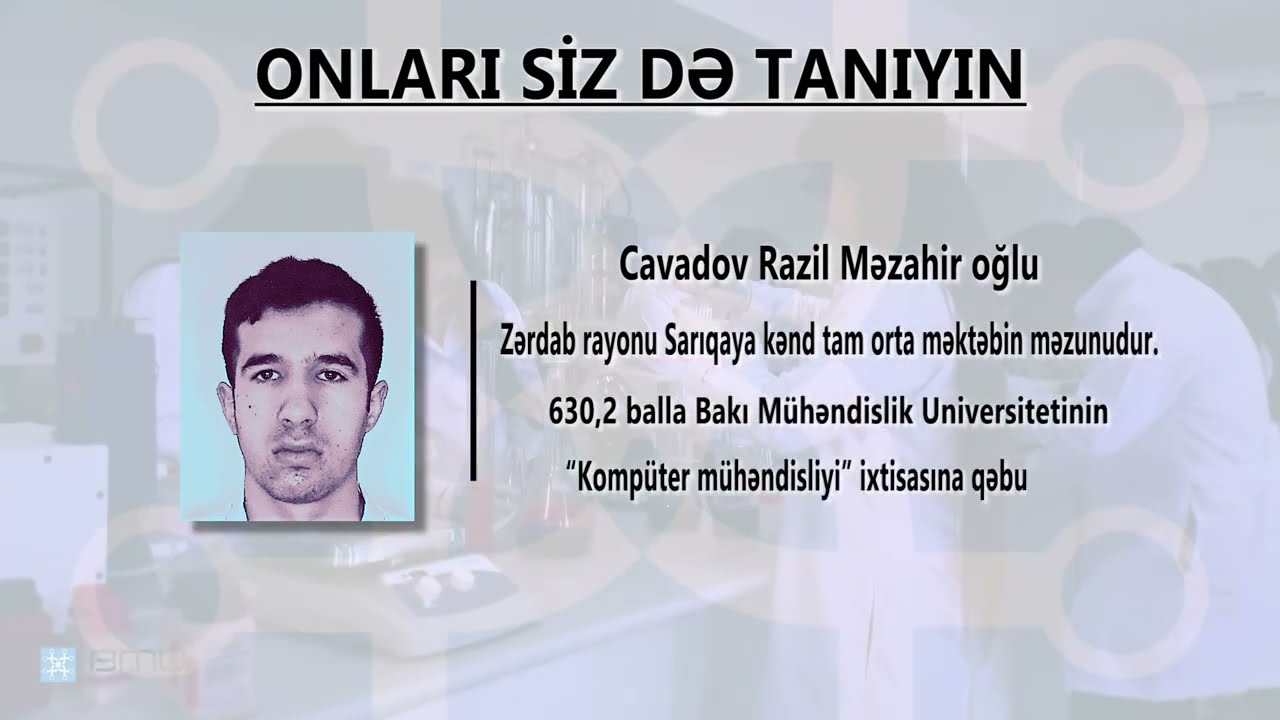 ONLARI SİZ DƏ TANIYIN
Cavadov Razil Məzahir oğlu
Zərdab rayonu Sarıqaya kənd tam orta məktəbin məzunudur.
630,2 balla Bakı Mühəndislik Universitetinin
“Kompüter mühəndisliyi” ixtisasına qəbu
BMU